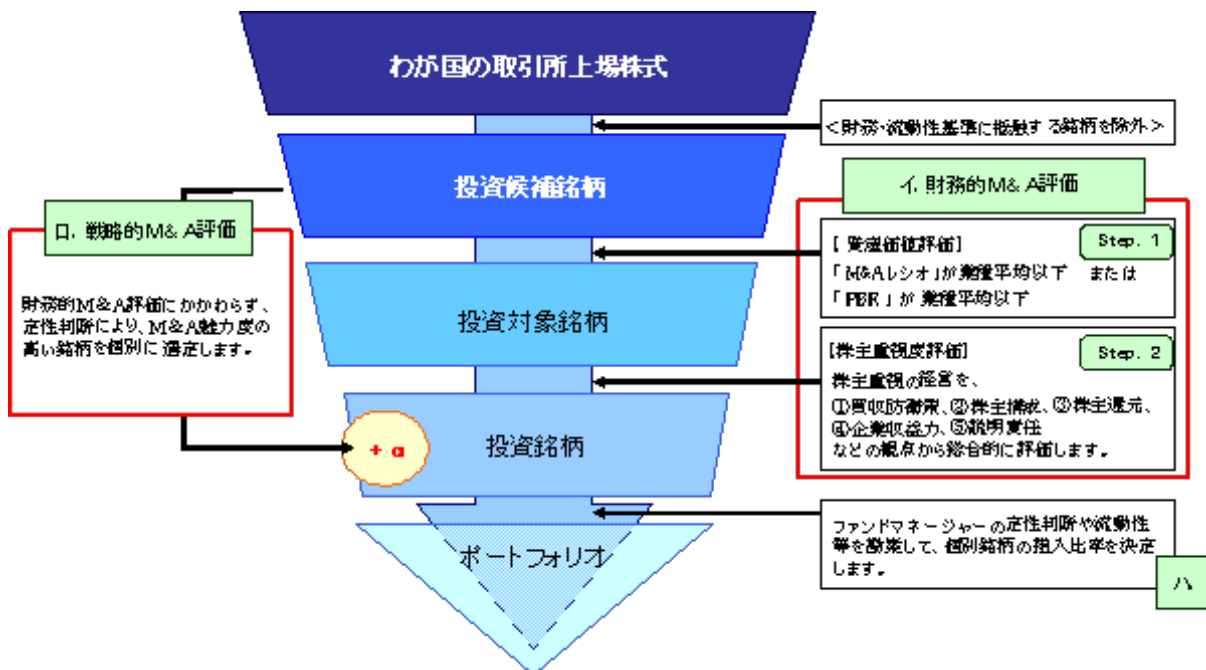 わが国の取引所上場株式
<財務・流動性基準に抵触する銘柄を除外>
投資候補銘柄
イ. 財務的M&A評価
ロ. 戦略的M&A評価
財務的M&A評価にかかわらず、
定性判断により、M&A魅力度の
高い銘柄を個別に選定します。
【資産価値評価】
Step. 1
「M&Aレシオ」が業種平均以下 または
「PBR」が業種平均以下
投資対象銘柄
【株主重視度評価】
Step. 2
株主重視の経営を、
①買収防衛策、②株主構成、③株主還元、
④企業収益力、⑤説明責任
などの観点から総合的に評価します。
+ α
投資銘柄
ファンドマネージャーの定性判断や流動性
等を勘案して、個別銘柄の組入比率を決定
します。
ハ
ポートフォリオ